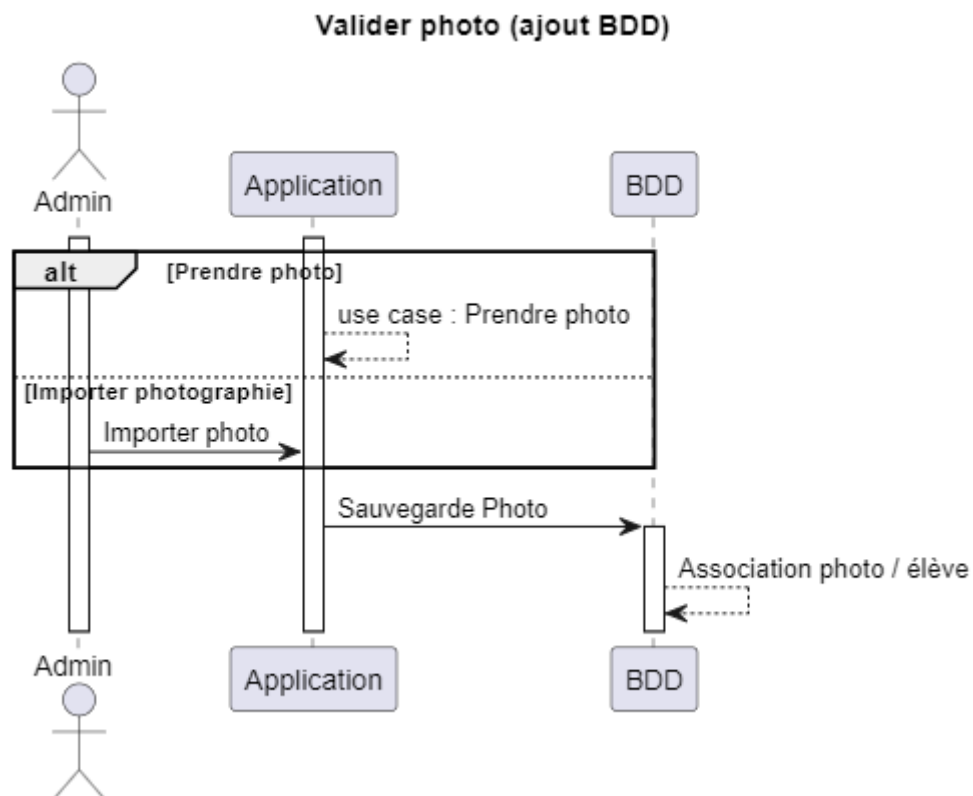 Valider photo (ajout BDD)
Admin
Application
BDD
alt
[Prendre photo]
use case : Prendre photo
[Importer photographie]
Importer photo
Sauvegarde Photo
Association photo / élève
Admin
Application
BDD